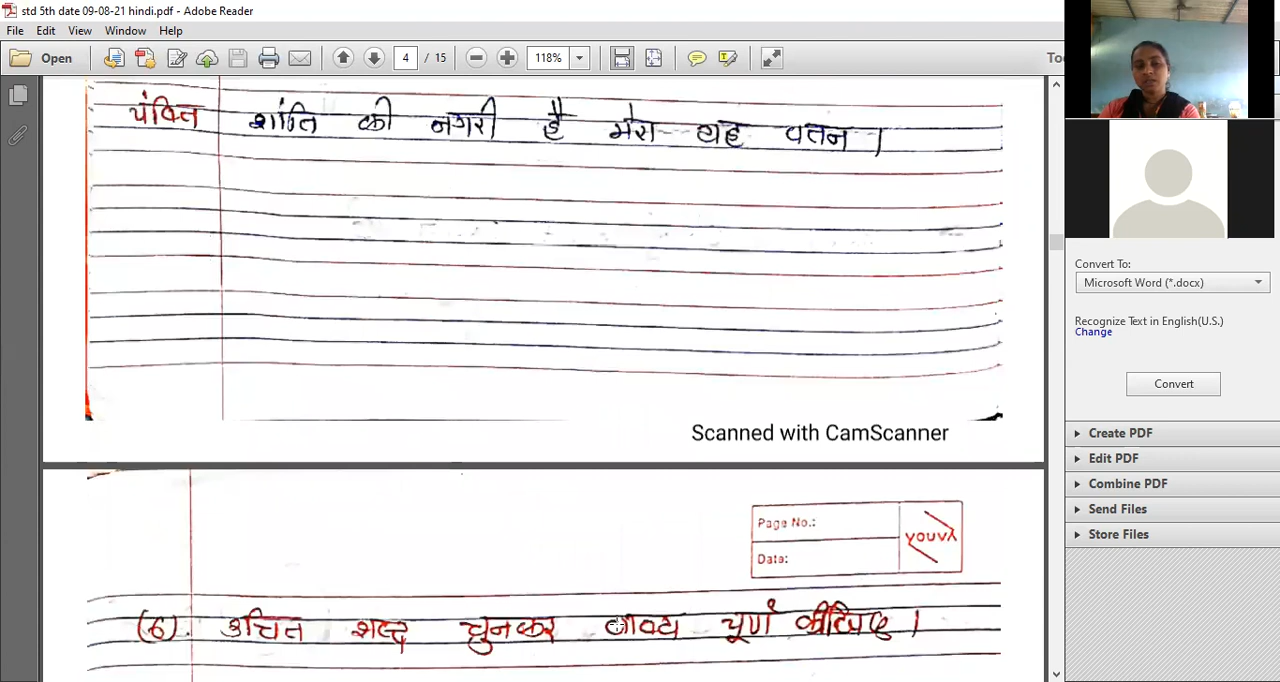 std 5th date 09-08-21 hindi.pdf - Adobe Reader
File Edit View Window Help
Open 4 / 15 118% To
पंक्ति शांति की नगरी है मेरा यह वतन ।
Scanned with CamScanner
Page No.:
Date:
YOUVA
(6) उचित शब्द चुनकर वाक्य पूर्ण कीजिए ।
Convert To:
Microsoft Word (*.docx)
Recognize Text in English(U.S.)
Change
Convert
Create PDF
Edit PDF
Combine PDF
Send Files
Store Files